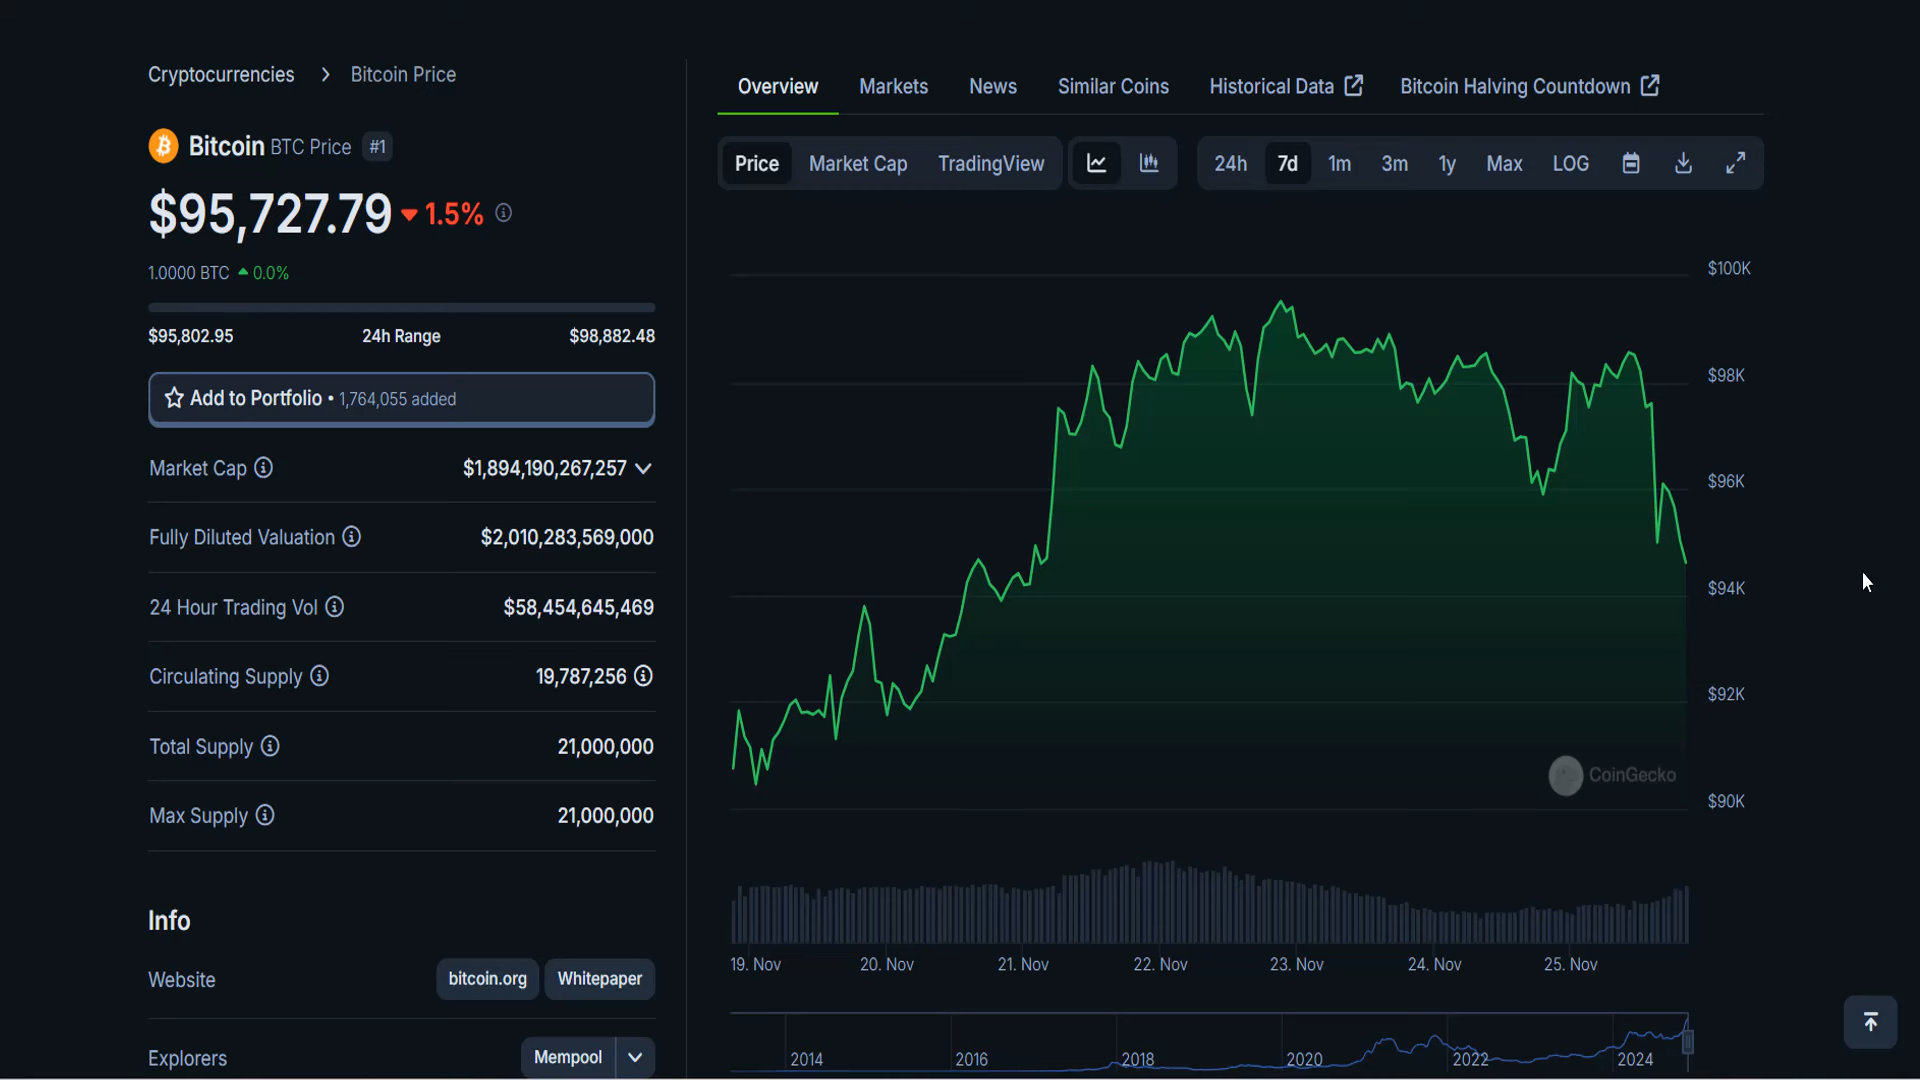 Cryptocurrencies > Bitcoin Price
Bitcoin BTC Price #1
$95,727.79 1.5%
1.0000 BTC 0.0%
$95,802.95 24h Range $98,882.48
Add to Portfolio • 1,764,055 added
Market Cap $1,894,190,267,257
Fully Diluted Valuation $2,010,283,569,000
24 Hour Trading Vol $58,454,645,469
Circulating Supply 19,787,256
Total Supply 21,000,000
Max Supply 21,000,000
Info
Website bitcoin.org Whitepaper
Explorers Mempool
Overview Markets News Similar Coins Historical Data Bitcoin Halving Countdown
Price Market Cap TradingView 24h 7d 1m 3m 1y Max LOG
$100K
$98K
$96K
$94K
$92K
$90K
CoinGecko
19. Nov 20. Nov 21. Nov 22. Nov 23. Nov 24. Nov 25. Nov
2014 2016 2018 2020 2022 2024